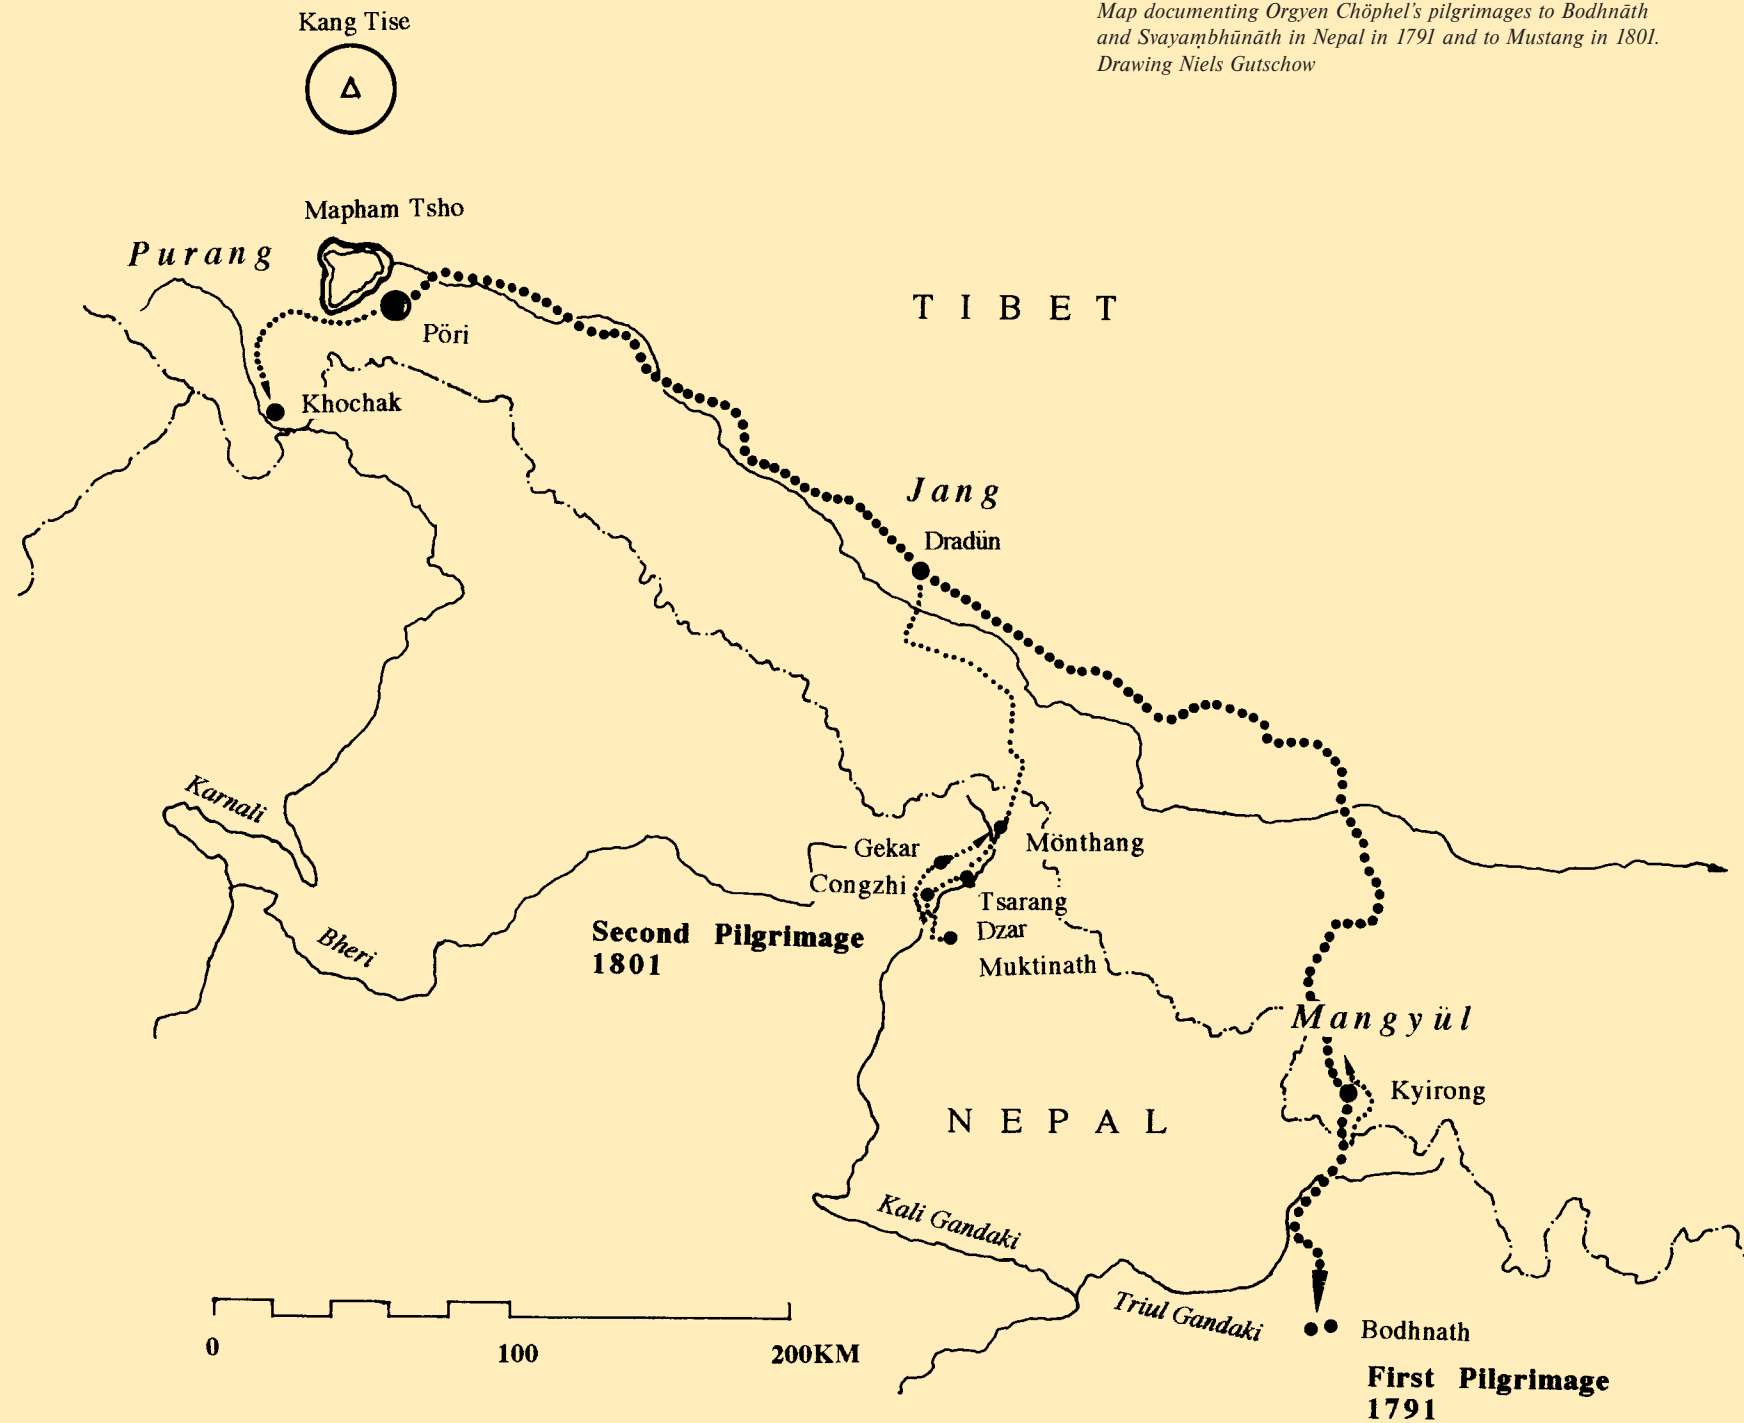 Kang Tise
Map documenting Orgyen Chöphel's pilgrimages to Bodhnāth
and Svayaṃbhūnāth in Nepal in 1791 and to Mustang in 1801.
Drawing Niels Gutschow
Mapham Tsho
Purang
TIBET
Pöri
Khochak
Jang
Dradün
Karnali
Gekar
Mönthang
Congzhi
Tsarang
Second Pilgrimage
1801
Dzar
Bheri
Muktinath
Mangyül
Kyirong
NEPAL
Kali Gandaki
Triul Gandaki
Bodhnath
0 100 200KM
First Pilgrimage
1791